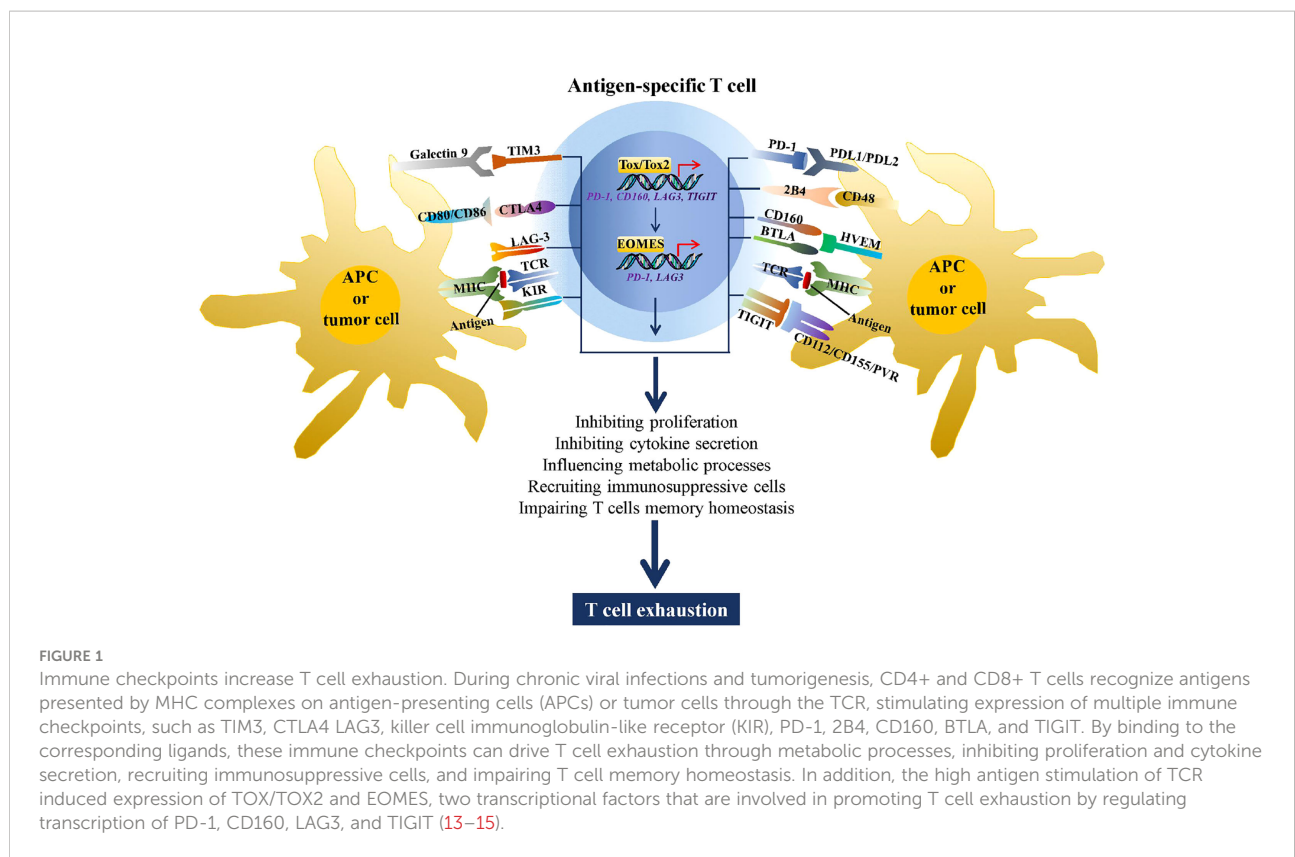 Antigen-specific T cell
Galectin 9
TIM3
CD80/CD86
CTLA4
LAG-3
TCR
MHC
KIR
Antigen
APC
or
tumor cell
Tox/Tox2
PD-1, CD160, LAG3, TIGIT
EOMES
PD-1, LAG3
PD-1
PDL1/PDL2
2B4
CD48
CD160
BTLA
HVEM
TCR
MHC
Antigen
TIGIT
CD112/CD155/PVR
APC
or
tumor cell
Inhibiting proliferation
Inhibiting cytokine secretion
Influencing metabolic processes
Recruiting immunosuppressive cells
Impairing T cells memory homeostasis
T cell exhaustion
FIGURE 1
Immune checkpoints increase T cell exhaustion. During chronic viral infections and tumorigenesis, CD4+ and CD8+ T cells recognize antigens
presented by MHC complexes on antigen-presenting cells (APCs) or tumor cells through the TCR, stimulating expression of multiple immune
checkpoints, such as TIM3, CTLA4 LAG3, killer cell immunoglobulin-like receptor (KIR), PD-1, 2B4, CD160, BTLA, and TIGIT. By binding to the
corresponding ligands, these immune checkpoints can drive T cell exhaustion through metabolic processes, inhibiting proliferation and cytokine
secretion, recruiting immunosuppressive cells, and impairing T cell memory homeostasis. In addition, the high antigen stimulation of TCR
induced expression of TOX/TOX2 and EOMES, two transcriptional factors that are involved in promoting T cell exhaustion by regulating
transcription of PD-1, CD160, LAG3, and TIGIT (13–15).